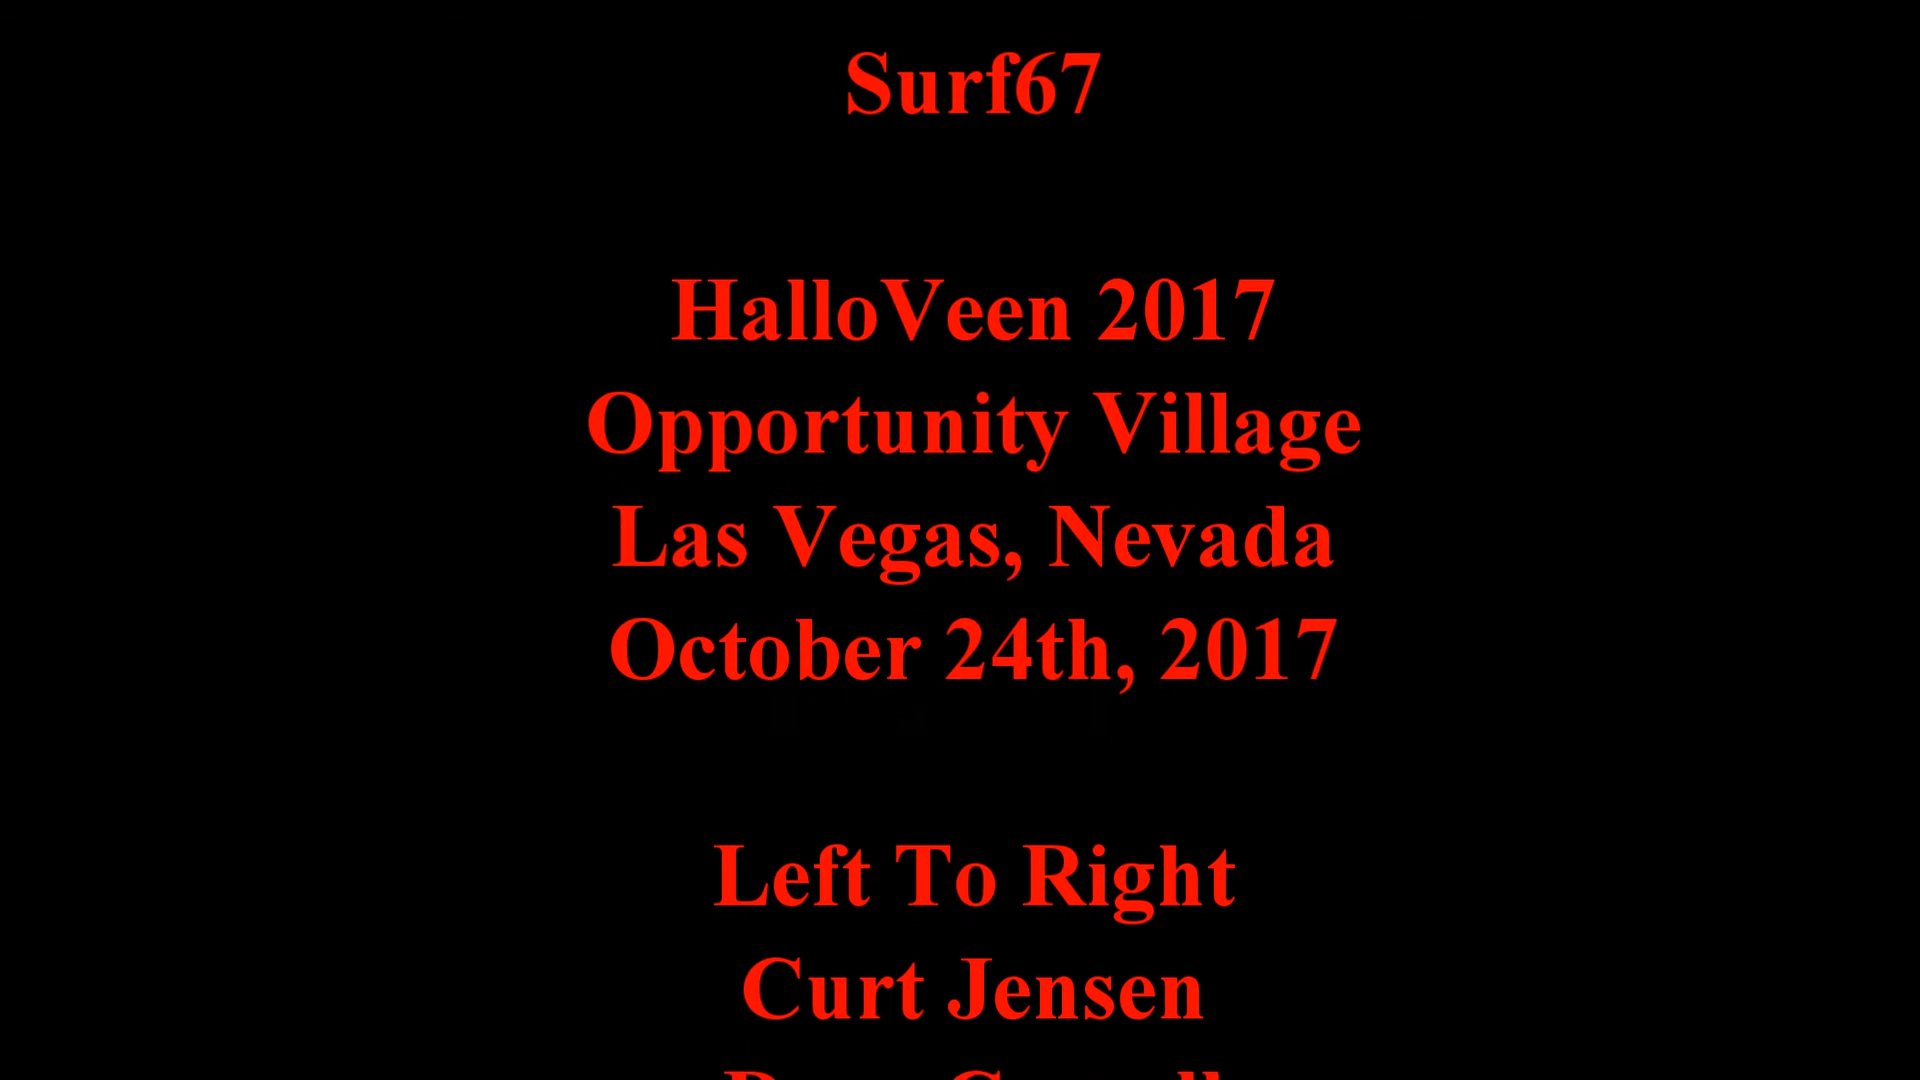 Surf67
HalloVeen 2017
Opportunity Village
Las Vegas, Nevada
October 24th, 2017
Left To Right
Curt Jensen